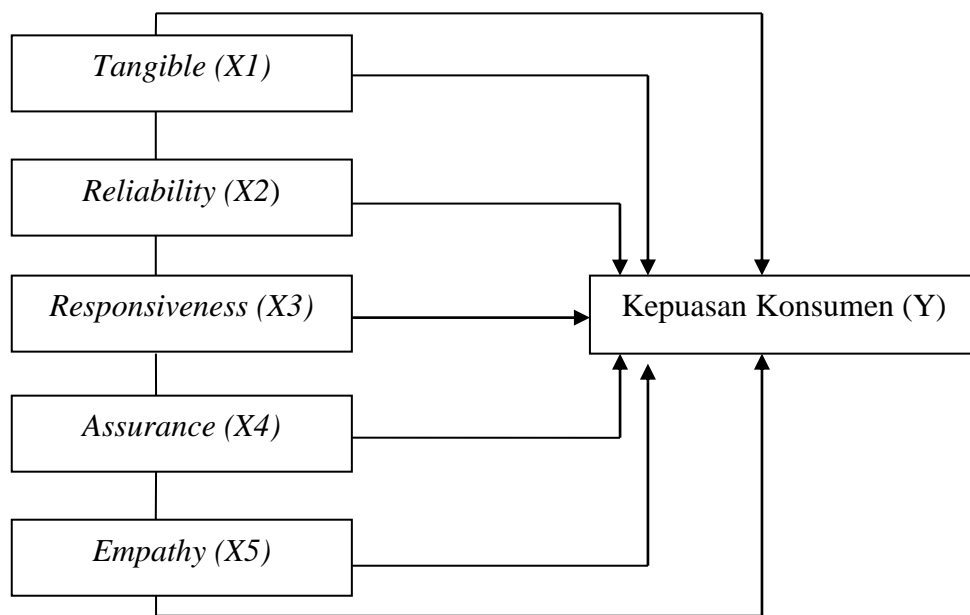 Tangible (X1)
Reliability (X2)
Responsiveness (X3)
Kepuasan Konsumen (Y)
Assurance (X4)
Empathy (X5)